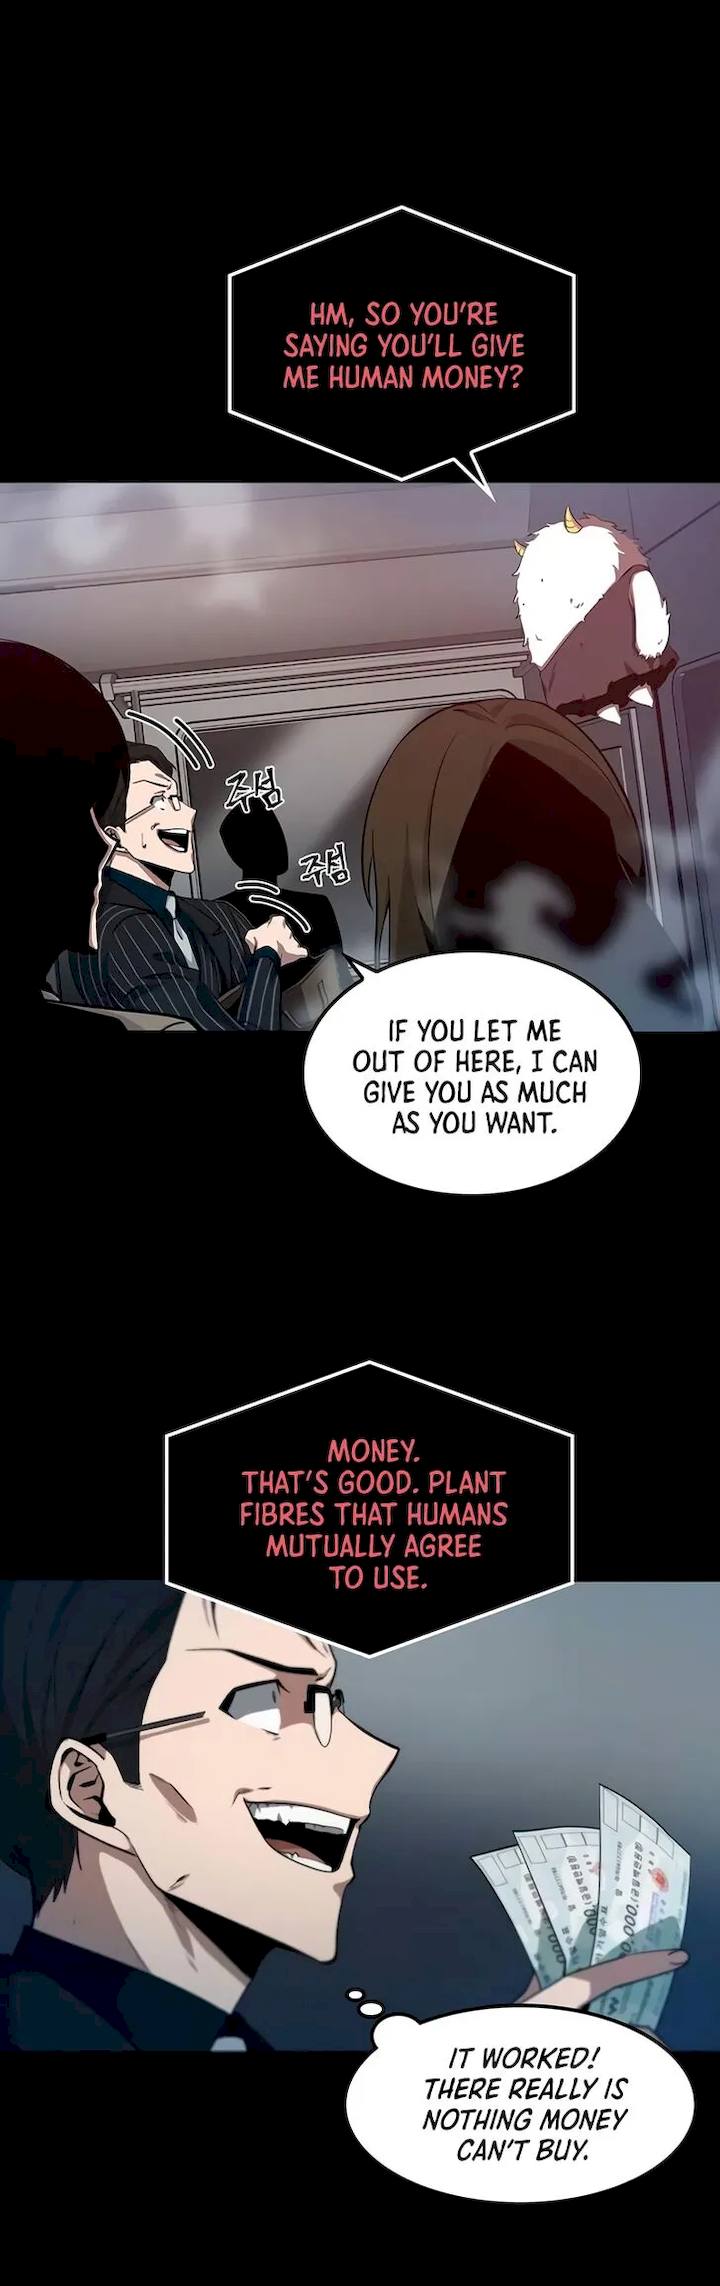 HM, SO YOU'RE
SAYING YOU'LL GIVE
ME HUMAN MONEY?
주섬
주섬
IF YOU LET ME
OUT OF HERE, I CAN
GIVE YOU AS MUCH
AS YOU WANT.
MONEY.
THAT'S GOOD. PLANT
FIBRES THAT HUMANS
MUTUALLY AGREE
TO USE.
IT WORKED!
THERE REALLY IS
NOTHING MONEY
CAN'T BUY.